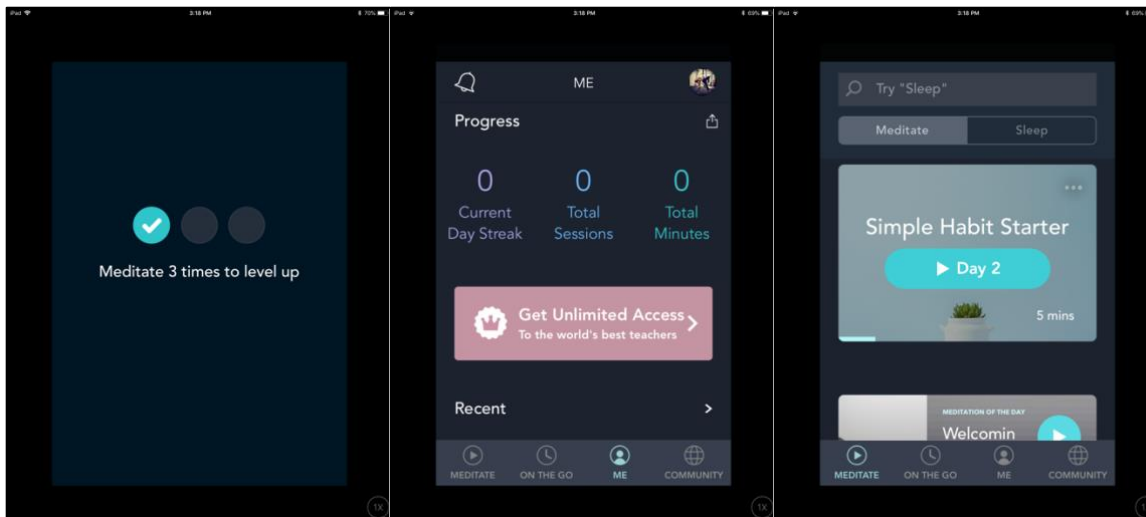 iPad
3:18 PM
70%
Meditate 3 times to level up
1X
iPad
3:18 PM
69%
ME
Progress
0
0
0
Current
Day Streak
Total
Sessions
Total
Minutes
Get Unlimited Access
To the world's best teachers
Recent
MEDITATE
ON THE GO
ME
COMMUNITY
1X
iPad
3:18 PM
69%
Try "Sleep"
Meditate
Sleep
Simple Habit Starter
Day 2
5 mins
MEDITATION OF THE DAY
Welcomin
MEDITATE
ON THE GO
ME
COMMUNITY